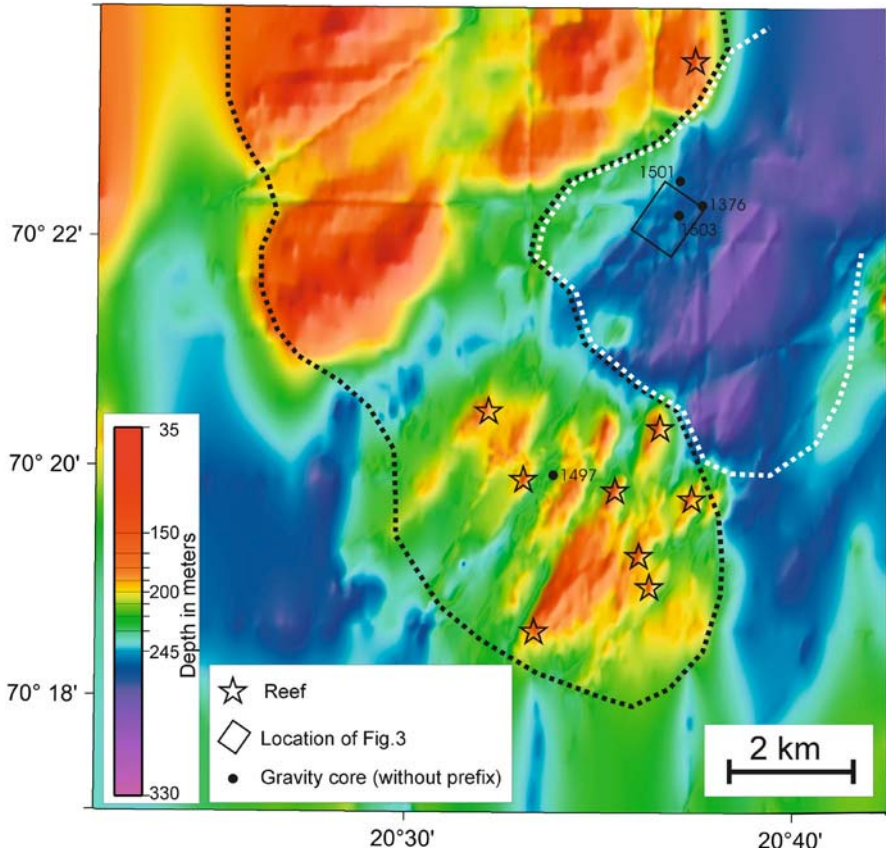 1501
1376
1503
70° 22'
1497
70° 20'
35
150
200
245
330
Depth in meters
70° 18'
Reef
Location of Fig.3
Gravity core (without prefix)
2 km
20°30'
20°40'